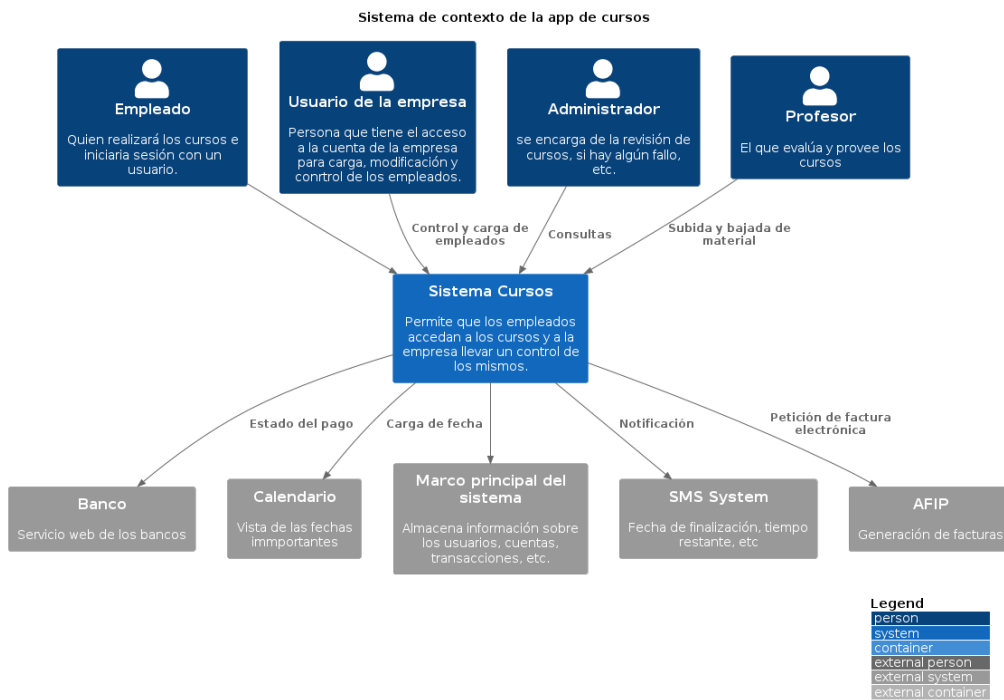 Sistema de contexto de la app de cursos
Empleado
Quien realizará los cursos e
iniciaria sesión con un
usuario.
Usuario de la empresa
Persona que tiene el acceso
a la cuenta de la empresa
para carga, modificación y
conrtrol de los empleados.
Administrador
se encarga de la revisión de
cursos, si hay algún fallo,
etc.
Profesor
El que evalúa y provee los
cursos
Control y carga de
empleados
Consultas
Subida y bajada de
material
Sistema Cursos
Permite que los empleados
accedan a los cursos y a la
empresa llevar un control de
los mismos.
Estado del pago
Carga de fecha
Notificación
Petición de factura
electrónica
Banco
Servicio web de los bancos
Calendario
Vista de las fechas
immportantes
Marco principal del
sistema
Almacena información sobre
los usuarios, cuentas,
transacciones, etc.
SMS System
Fecha de finalización, tiempo
restante, etc
AFIP
Generación de facturas
Legend
person
system
container
external person
external system
external container